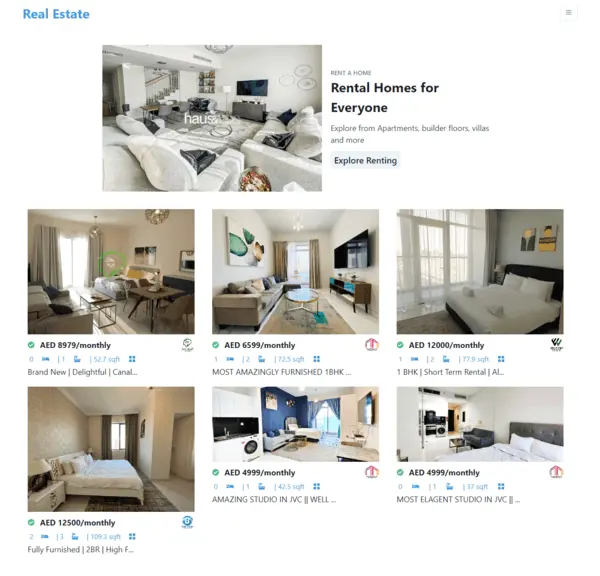 Real Estate
haus
RENT A HOME
Rental Homes for
Everyone
Explore from Apartments, builder floors, villas
and more
Explore Renting
AED 8979/monthly
0 | 1 | 52.7 sqft
Brand New | Delightful | Canal...
AED 6599/monthly
1 | 2 | 72.5 sqft
MOST AMAZINGLY FURNISHED 1BHK ...
AED 12000/monthly
1 | 2 | 77.9 sqft
1 BHK | Short Term Rental | Al...
AED 12500/monthly
2 | 3 | 109.3 sqft
Fully Furnished | 2BR | High F...
AED 4999/monthly
0 | 1 | 42.5 sqft
AMAZING STUDIO IN JVC || WELL ...
AED 4999/monthly
0 | 1 | 37 sqft
MOST ELAGENT STUDIO IN JVC || ...